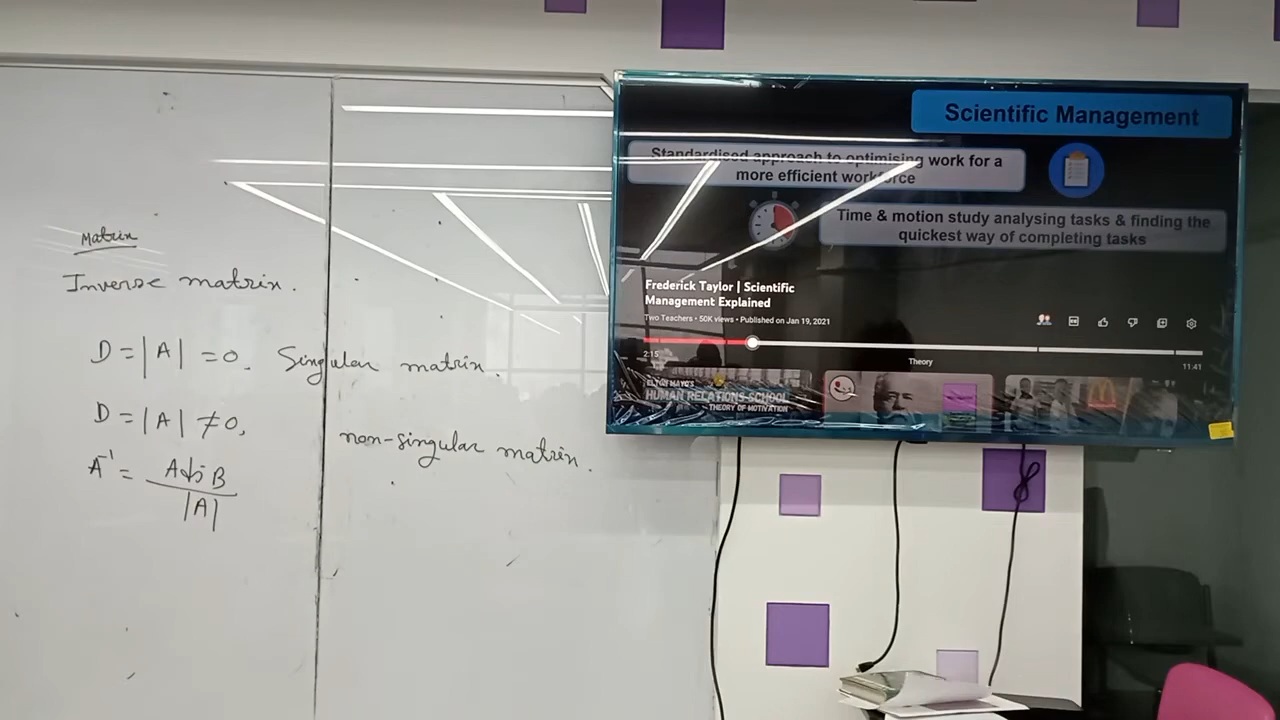 Matrix
Inverse matrix.
D = |A| = 0. Singular matrix.
D = |A| ≠ 0, non-singular matrix.
A⁻¹ = Adj B / |A|
Scientific Management
Standardised approach to optimising work for a
more efficient workforce
Time & motion study analysing tasks & finding the
quickest way of completing tasks
Frederick Taylor | Scientific
Management Explained
Two Teachers • 50K views • Published on Jan 19, 2021
2:15
Theory
11:41
ELTON MAYO'S
HUMAN RELATIONS SCHOOL
THEORY OF MOTIVATION